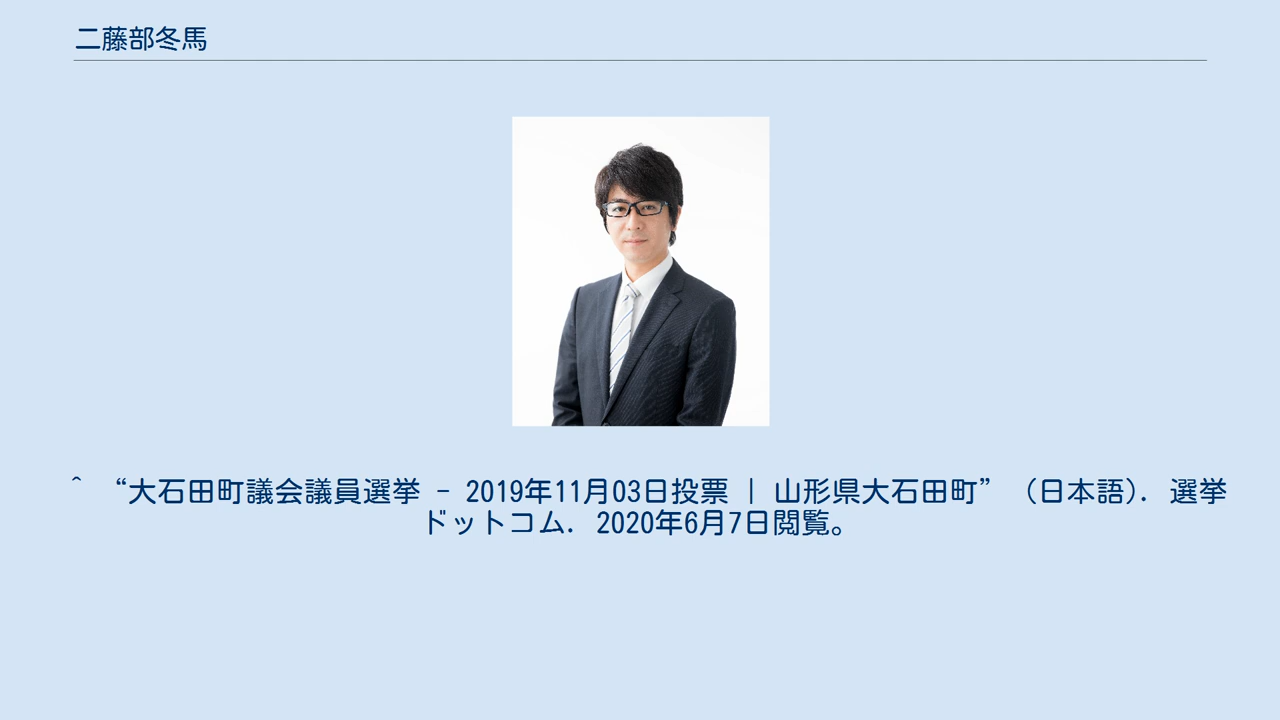 二藤部冬馬
^ “大石田町議会議員選挙 - 2019年11月03日投票 | 山形県大石田町” (日本語). 選挙
ドットコム. 2020年6月7日閲覧。